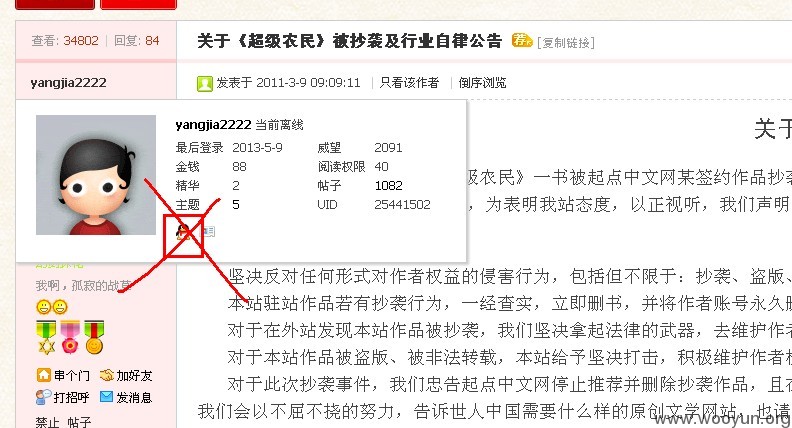 查看: 34802 | 回复: 84
关于《超级农民》被抄袭及行业自律公告 荐 [复制链接]
yangjia2222
发表于 2011-3-9 09:09:11 | 只看该作者 | 倒序浏览
yangjia2222 当前离线
最后登录 2013-5-9 威望 2091
金钱 88 阅读权限 40
精华 2 帖子 1082
主题 5 UID 25441502
关于
级农民》一书被起点中文网某签约作品抄袭
，为表明我站态度，以正视听，我们声明
我啊，孤寂的战
坚决反对任何形式对作者权益的侵害行为，包括但不限于：抄袭、盗版、
本站驻站作品若有抄袭行为，一经查实，立即删书，并将作者账号永久删
对于在外站发现本站作品被抄袭，我们坚决拿起法律的武器，去维护作者
对于本站作品被盗版、被非法转载，本站给予坚决打击，积极维护作者权
对于此次抄袭事件，我们忠告起点中文网停止推荐并删除抄袭作品，且在
我们会以不屈不挠的努力，告诉世人中国需要什么样的原创文学网站，也请
串个门 加好友
打招呼 发消息
禁止 帖子
www.wooyun.org